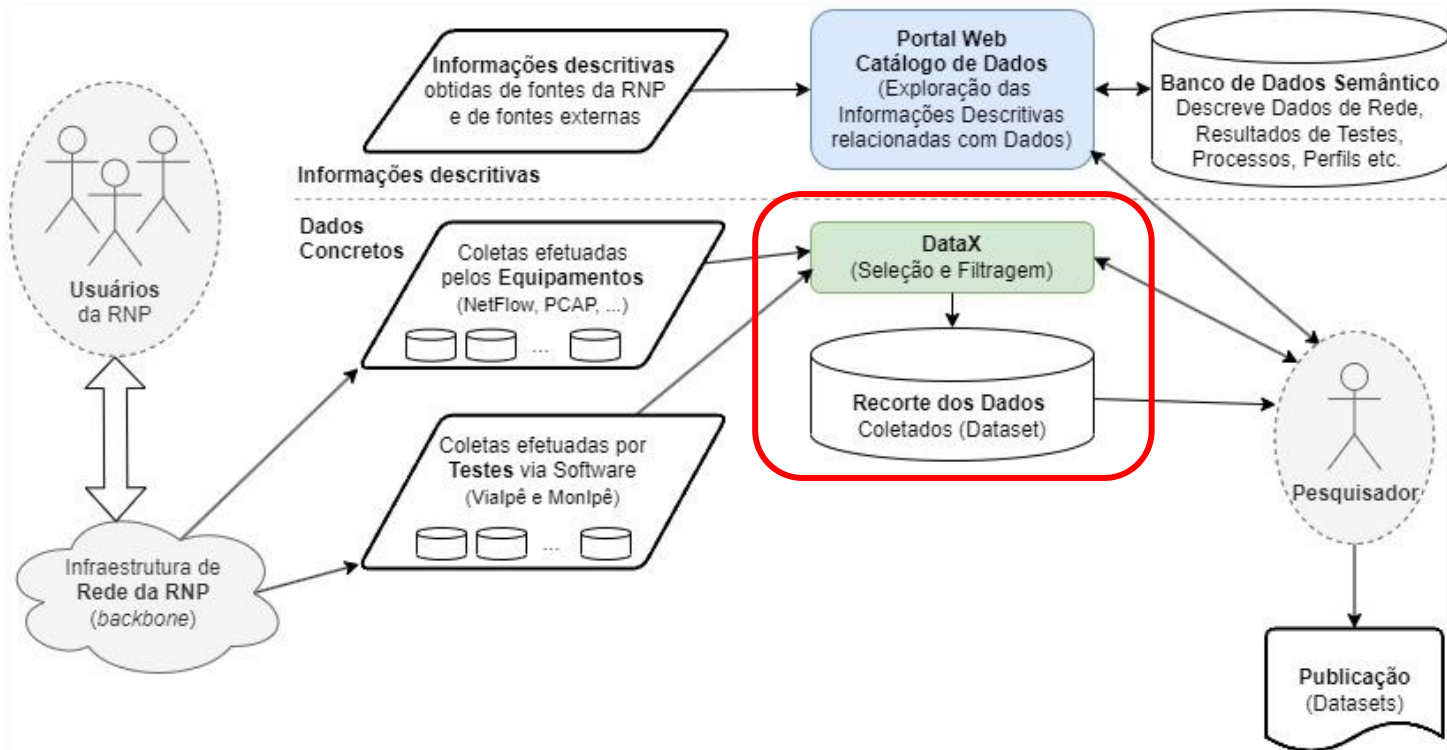 Informações descritivas
obtidas de fontes da RNP
e de fontes externas
Portal Web
Catálogo de Dados
(Exploração das
Informações Descritivas
relacionadas com Dados)
Banco de Dados Semântico
Descreve Dados de Rede,
Resultados de Testes,
Processos, Perfils etc.
Informações descritivas
Dados
Concretos
Usuários
da RNP
Coletas efetuadas
pelos Equipamentos
(NetFlow, PCAP, ...)
...
DataX
(Seleção e Filtragem)
Recorte dos Dados
Coletados (Dataset)
Coletas efetuadas por
Testes via Software
(ViaIpê e MonIpê)
...
Pesquisador
Infraestrutura de
Rede da RNP
(backbone)
Publicação
(Datasets)